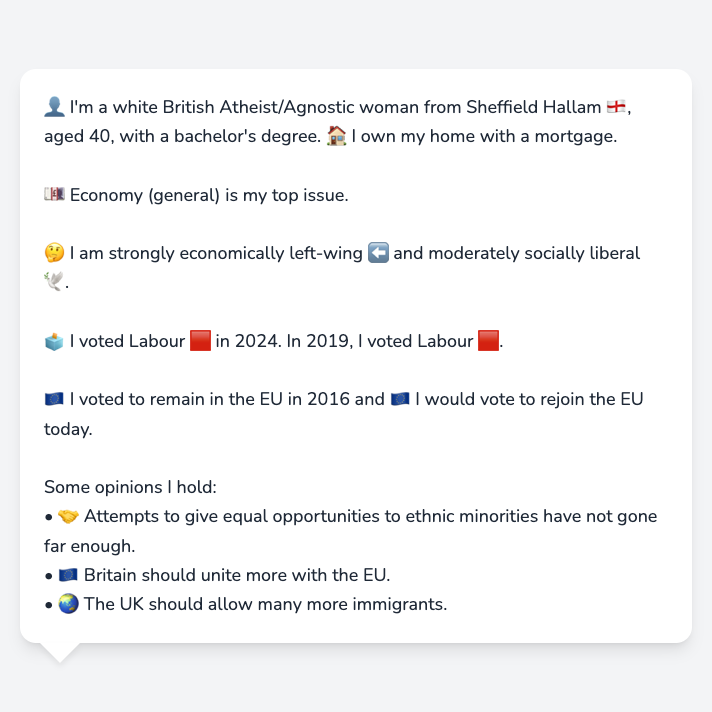 👤 I'm a white British Atheist/Agnostic woman from Sheffield Hallam 🏴󠁧󠁢󠁥󠁮󠁧󠁿,
aged 40, with a bachelor's degree. 🏠 I own my home with a mortgage.
💷 Economy (general) is my top issue.
🤔 I am strongly economically left-wing ⬅️ and moderately socially liberal
🕊️.
🗳️ I voted Labour 🟥 in 2024. In 2019, I voted Labour 🟥.
🇪🇺 I voted to remain in the EU in 2016 and 🇪🇺 I would vote to rejoin the EU
today.
Some opinions I hold:
• 🤝 Attempts to give equal opportunities to ethnic minorities have not gone
far enough.
• 🇪🇺 Britain should unite more with the EU.
• 🌏 The UK should allow many more immigrants.